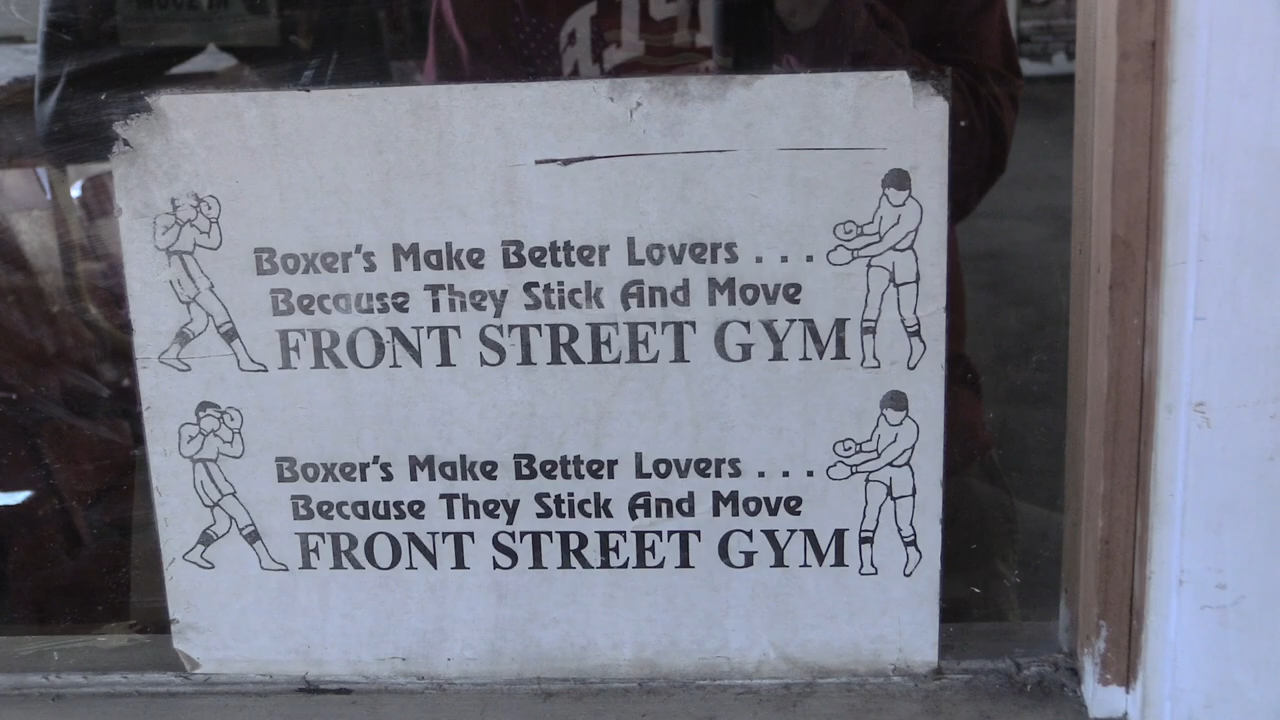 Boxer's Make Better Lovers . . .
Because They Stick And Move
FRONT STREET GYM
Boxer's Make Better Lovers . . .
Because They Stick And Move
FRONT STREET GYM